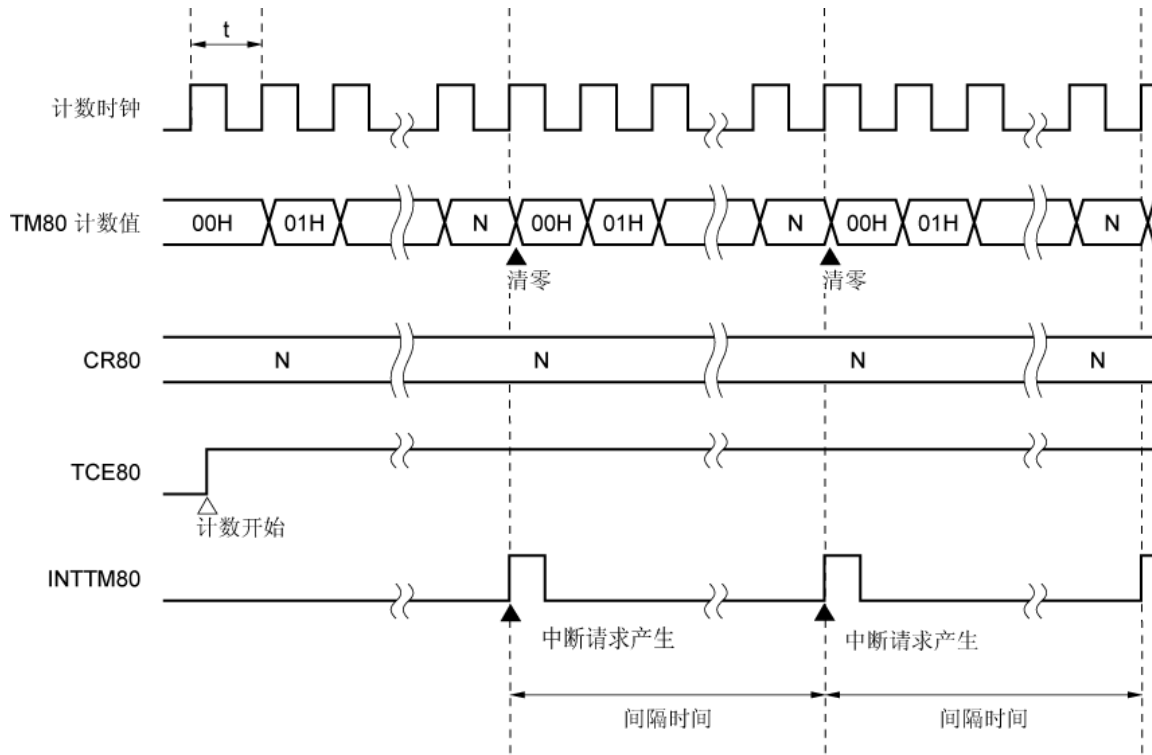 t
计数时钟
TM80 计数值
00H
01H
N
00H
01H
N
00H
01H
N
清零
清零
CR80
N
N
N
N
TCE80
计数开始
INTTM80
中断请求产生
中断请求产生
间隔时间
间隔时间